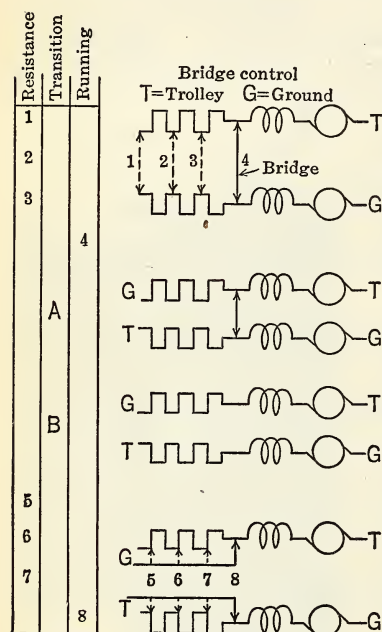 Resistance
Transition
Running
Bridge control
T=Trolley G=Ground
1
T
2
1 2 3 4 Bridge
3
G
4
G T
A
T G
G T
B
T G
5
6
T
G
7
5 6 7 8
T
8
G